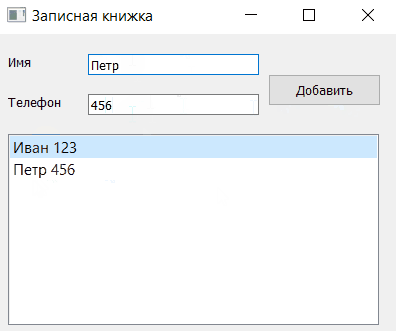 Записная книжка
Имя
Петр
Добавить
Телефон
456
Иван 123
Петр 456